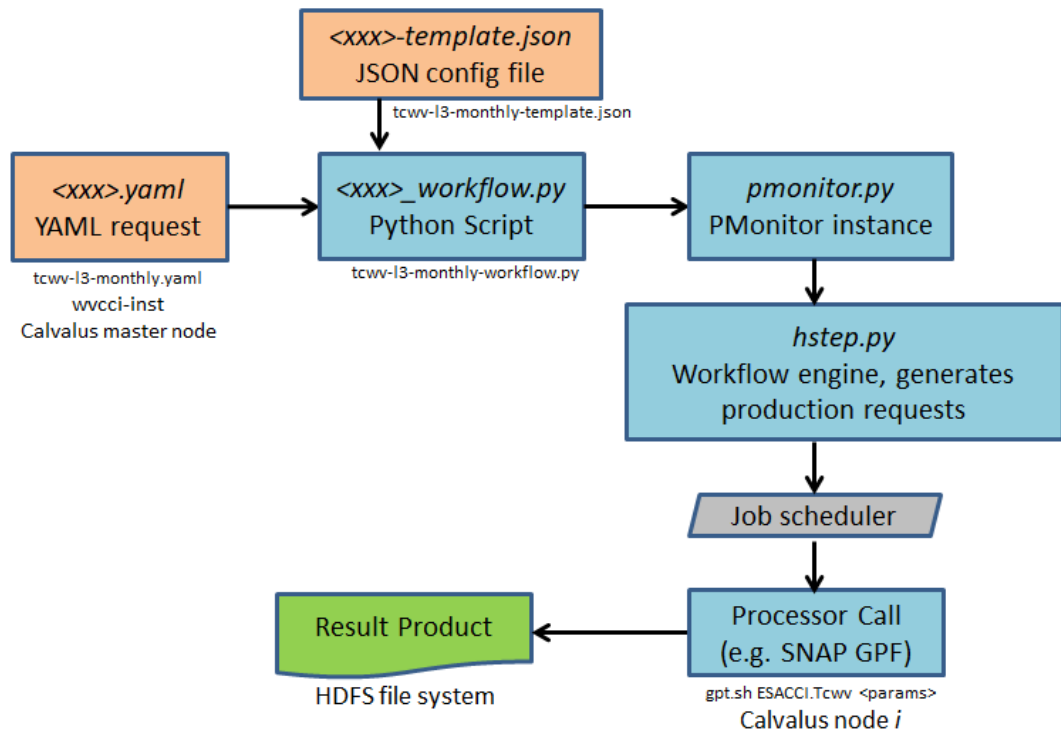 <xxx>-template.json
JSON config file
tcwv-l3-monthly-template.json
<xxx>.yaml
YAML request
tcwv-l3-monthly.yaml
wvcci-inst
Calvalus master node
<xxx>_workflow.py
Python Script
tcwv-l3-monthly-workflow.py
pmonitor.py
PMonitor instance
hstep.py
Workflow engine, generates
production requests
Job scheduler
Processor Call
(e.g. SNAP GPF)
gpt.sh ESACCI.Tcwv <params>
Calvalus node i
Result Product
HDFS file system